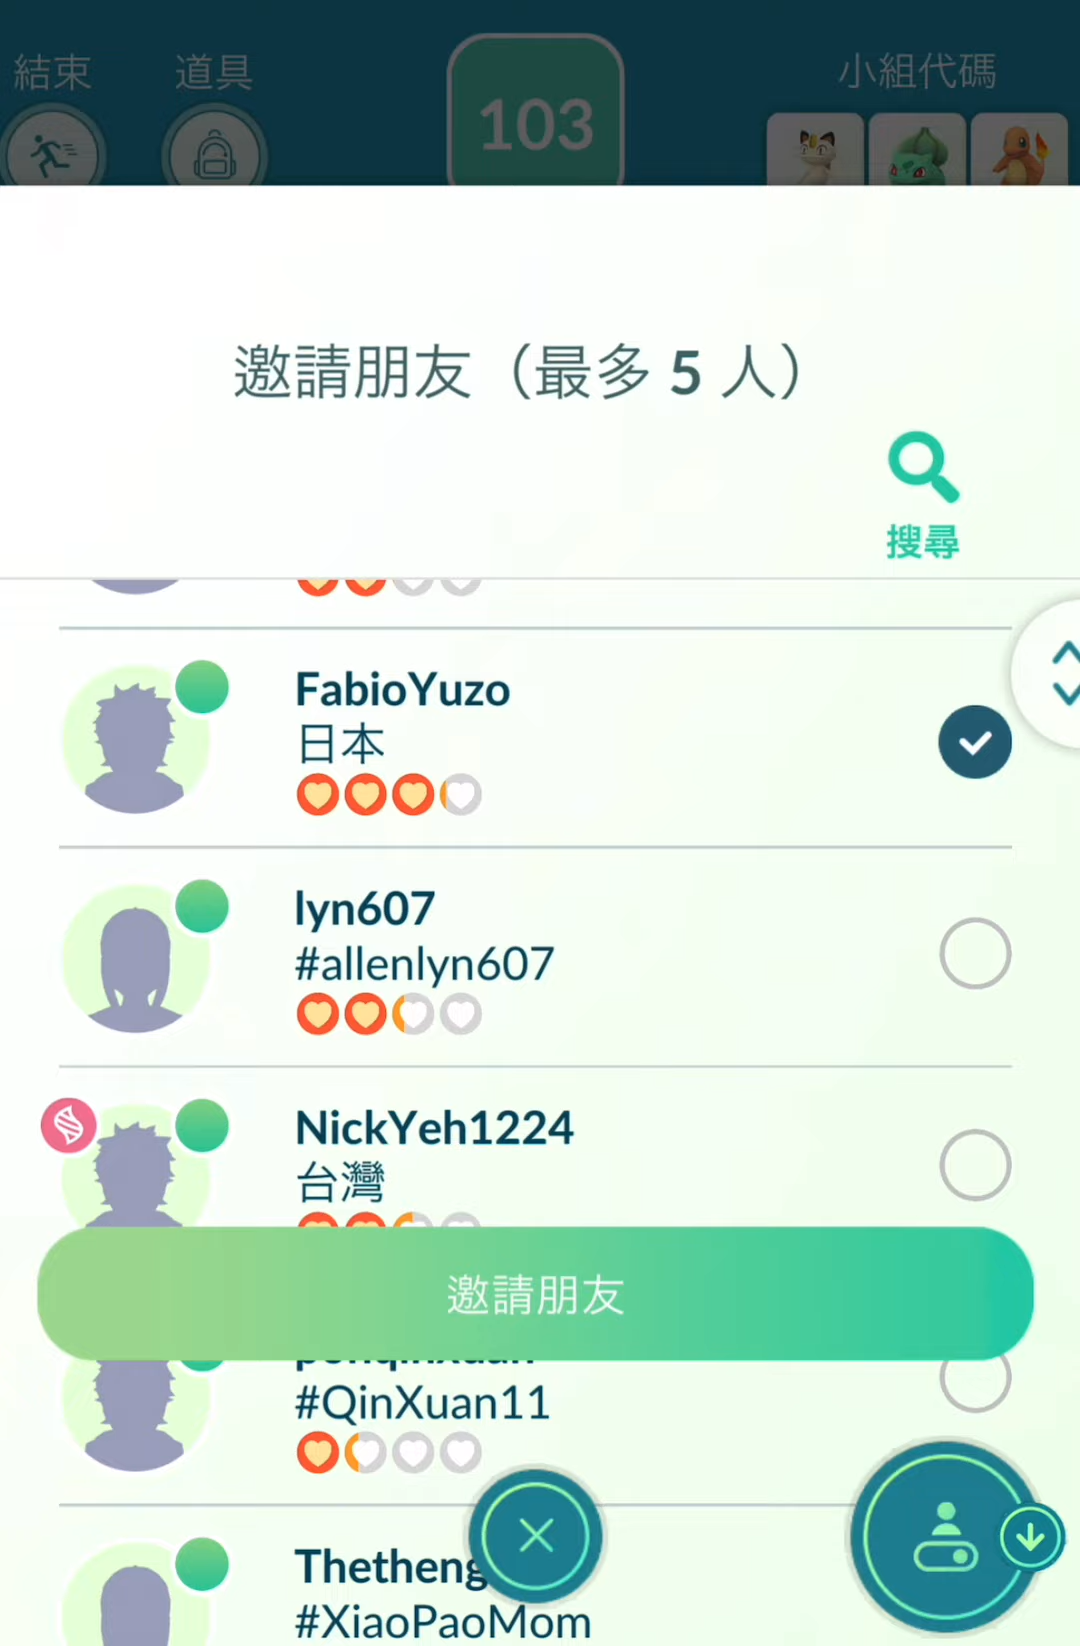 結束
道具
103
小組代碼
邀請朋友（最多 5 人）
搜尋
FabioYuzo
日本
lyn607
#allenlyn607
NickYeh1224
台灣
邀請朋友
#QinXuan11
Thetheng
#XiaoPaoMom